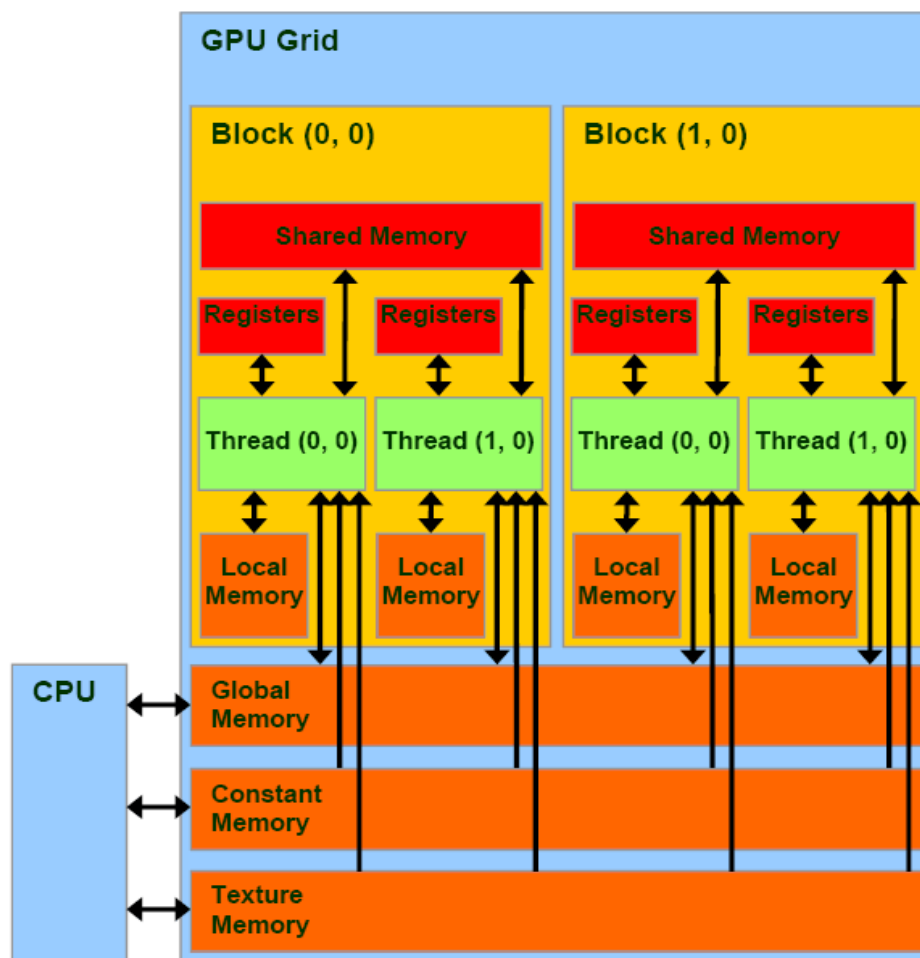 GPU Grid
Block (0, 0)
Block (1, 0)
Shared Memory
Shared Memory
Registers
Registers
Registers
Registers
Thread (0, 0)
Thread (1, 0)
Thread (0, 0)
Thread (1, 0)
Local
Memory
Local
Memory
Local
Memory
Local
Memory
CPU
Global
Memory
Constant
Memory
Texture
Memory